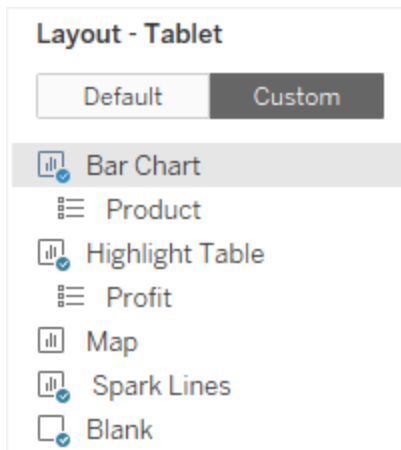 Layout - Tablet
Default Custom
Bar Chart
Product
Highlight Table
Profit
Map
Spark Lines
Blank